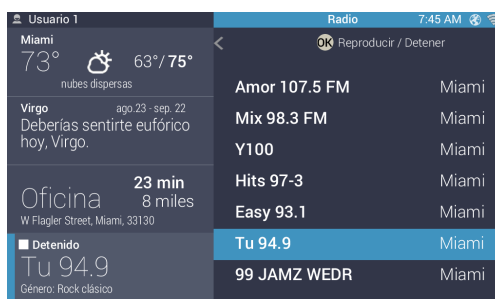 Usuario 1
Radio
7:45 AM
Miami
73°
63°/75°
nubes dispersas
Virgo
ago.23 - sep. 22
Deberías sentirte eufórico
hoy, Virgo.
Oficina
23 min
8 miles
W Flagler Street, Miami, 33130
Detenido
Tu 94.9
Género: Rock clásico
OK Reproducir / Detener
Amor 107.5 FM Miami
Mix 98.3 FM Miami
Y100 Miami
Hits 97-3 Miami
Easy 93.1 Miami
Tu 94.9 Miami
99 JAMZ WEDR Miami